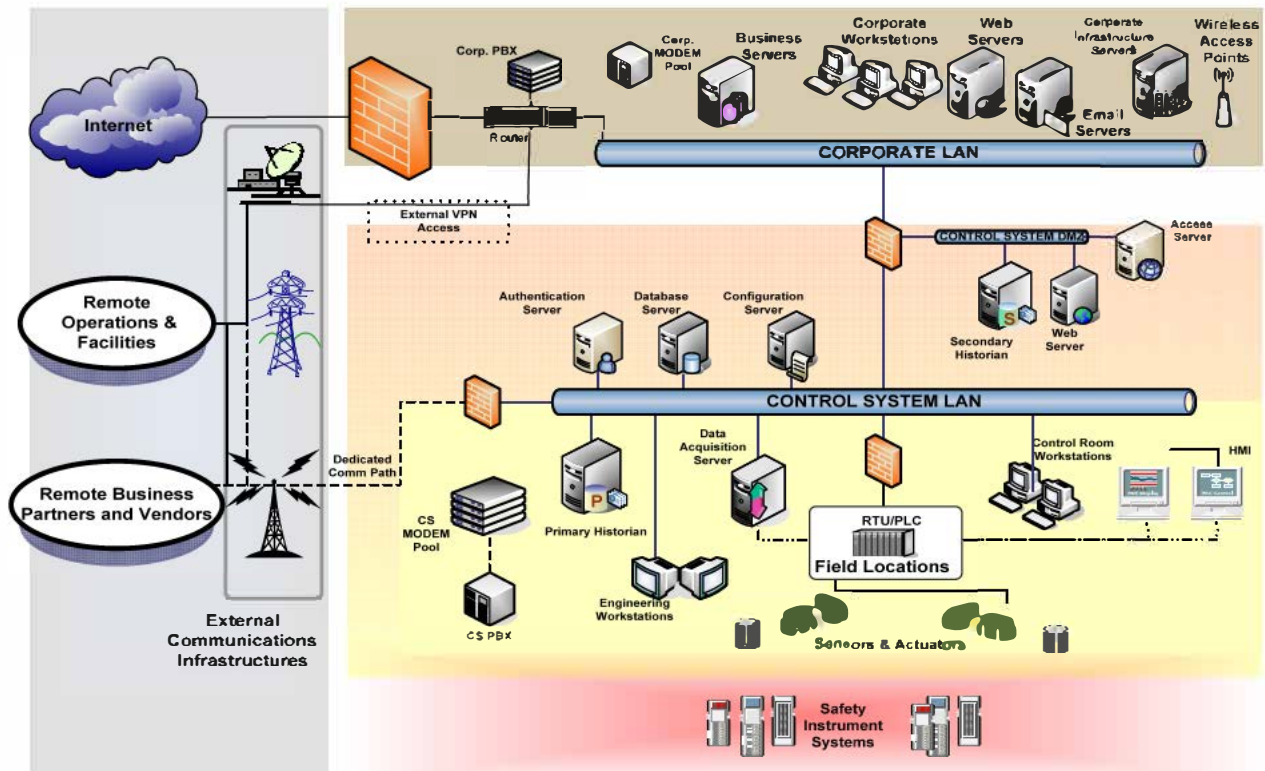 Internet
Corp. PBX
Router
Corp.
MODEM
Pool
Business
Servers
Corporate
Workstations
Web
Servers
Email
Servers
Corporate
Infrastructure
Servers
Wireless
Access
Points
CORPORATE LAN
External VPN
Access
CONTROL SYSTEM DMZ
Access
Server
Secondary
Historian
S
Web
Server
Authentication
Server
Database
Server
Configuration
Server
CONTROL SYSTEM LAN
Remote
Operations &
Facilities
Remote Business
Partners and Vendors
External
Communications
Infrastructures
Dedicated
Comm Path
CS
MODEM
Pool
CS PBX
P
Primary Historian
Engineering
Workstations
Data
Acquisition
Server
RTU/PLC
Field Locations
Control Room
Workstations
HMI
Sensors & Actuators
Safety
Instrument
Systems